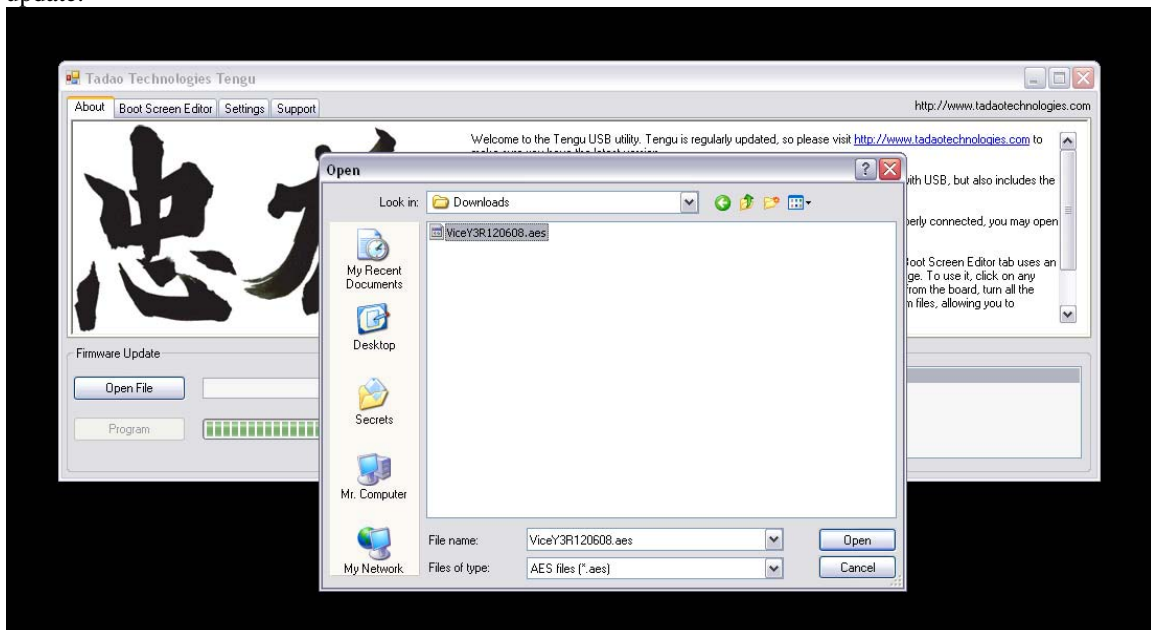 update.
Tadao Technologies Tengu
About Boot Screen Editor Settings Support http://www.tadaotechnologies.com
Welcome to the Tengu USB utility. Tengu is regularly updated, so please visit http://www.tadaotechnologies.com to
忠
Open
Look in: Downloads
with USB, but also includes the
ViceY3R120608.aes
perly connected, you may open
My Recent
Documents
Boot Screen Editor tab uses an
ge. To use it, click on any
from the board, turn all the
n files, allowing you to
Desktop
Firmware Update
Open File
Secrets
Program
Mr. Computer
File name: ViceY3R120608.aes Open
My Network Files of type: AES files (*.aes) Cancel